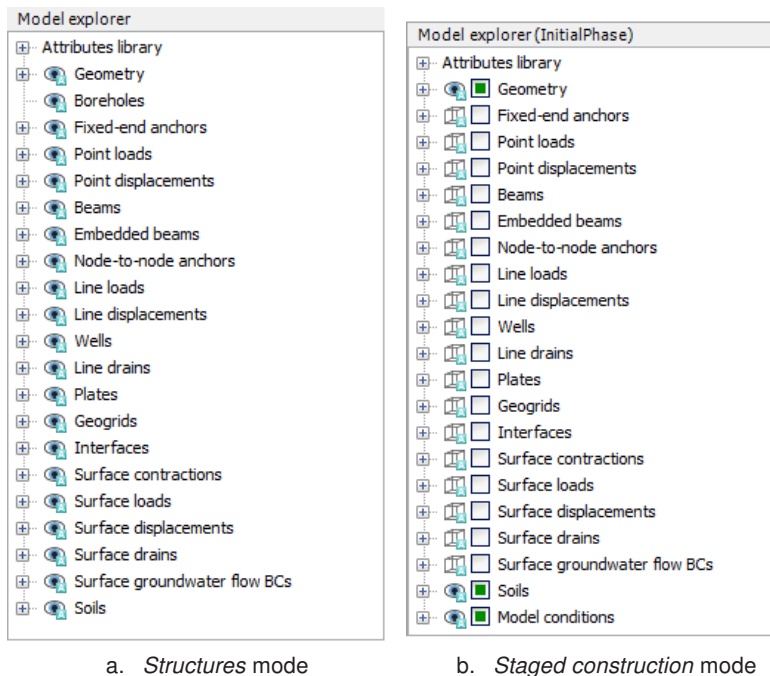 Model explorer
Attributes library
Geometry
Boreholes
Fixed-end anchors
Point loads
Point displacements
Beams
Embedded beams
Node-to-node anchors
Line loads
Line displacements
Wells
Line drains
Plates
Geogrids
Interfaces
Surface contractions
Surface loads
Surface displacements
Surface drains
Surface groundwater flow BCs
Soils
a. Structures mode
Model explorer (InitialPhase)
Attributes library
Geometry
Fixed-end anchors
Point loads
Point displacements
Beams
Embedded beams
Node-to-node anchors
Line loads
Line displacements
Wells
Line drains
Plates
Geogrids
Interfaces
Surface contractions
Surface loads
Surface displacements
Surface drains
Surface groundwater flow BCs
Soils
Model conditions
b. Staged construction mode